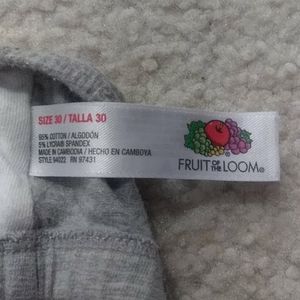 SIZE 30 / TALLA 30
95% COTTON / ALGODÓN
5% LYCRA® SPANDEX
MADE IN CAMBODIA / HECHO EN CAMBOYA
STYLE 94022 RN 97431
FRUIT OF THE LOOM®